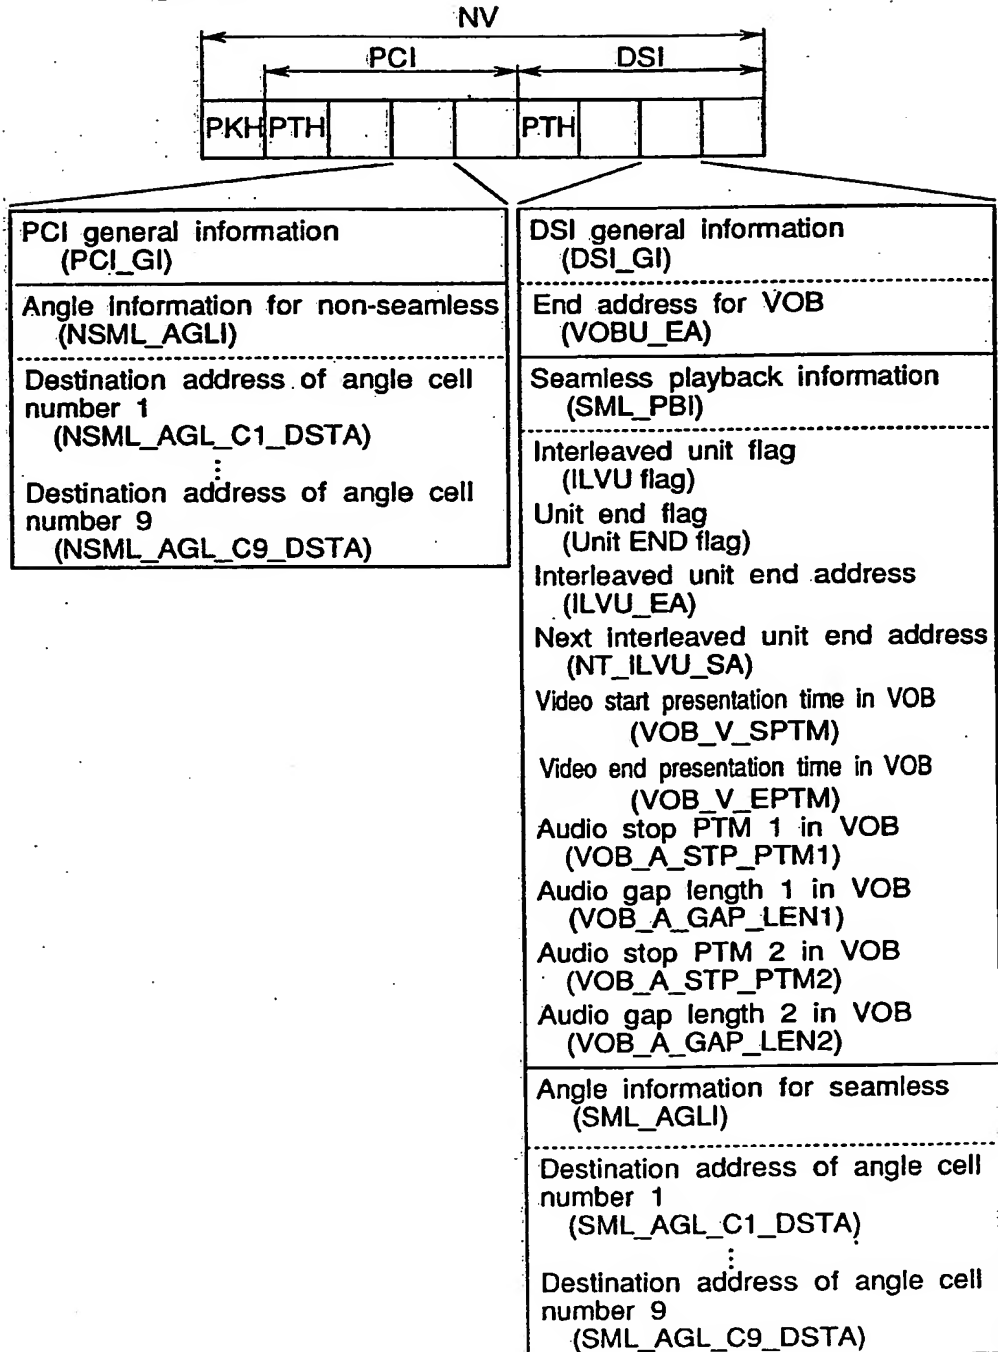 NV
PCI
DSI
PKH
PTH
PTH
PCI general information
(PCI_GI)
Angle information for non-seamless
(NSML_AGLI)
Destination address of angle cell
number 1
(NSML_AGL_C1_DSTA)
⋮
Destination address of angle cell
number 9
(NSML_AGL_C9_DSTA)
DSI general information
(DSI_GI)
End address for VOB
(VOBU_EA)
Seamless playback information
(SML_PBI)
Interleaved unit flag
(ILVU flag)
Unit end flag
(Unit END flag)
Interleaved unit end address
(ILVU_EA)
Next interleaved unit end address
(NT_ILVU_SA)
Video start presentation time in VOB
(VOB_V_SPTM)
Video end presentation time in VOB
(VOB_V_EPTM)
Audio stop PTM 1 in VOB
(VOB_A_STP_PTM1)
Audio gap length 1 in VOB
(VOB_A_GAP_LEN1)
Audio stop PTM 2 in VOB
(VOB_A_STP_PTM2)
Audio gap length 2 in VOB
(VOB_A_GAP_LEN2)
Angle information for seamless
(SML_AGLI)
Destination address of angle cell
number 1
(SML_AGL_C1_DSTA)
⋮
Destination address of angle cell
number 9
(SML_AGL_C9_DSTA)